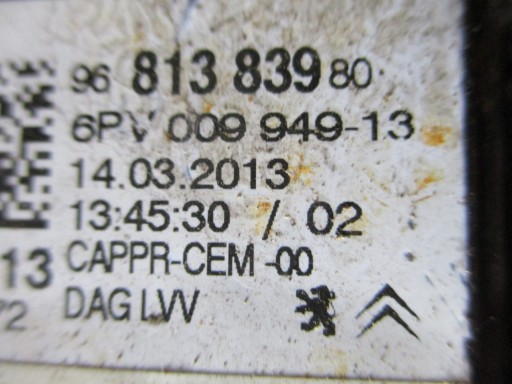 96 813 839 80
6PV 009 949-13
14.03.2013
13:45:30 / 02
13 CAPPR-CEM -00
72 DAG LVV